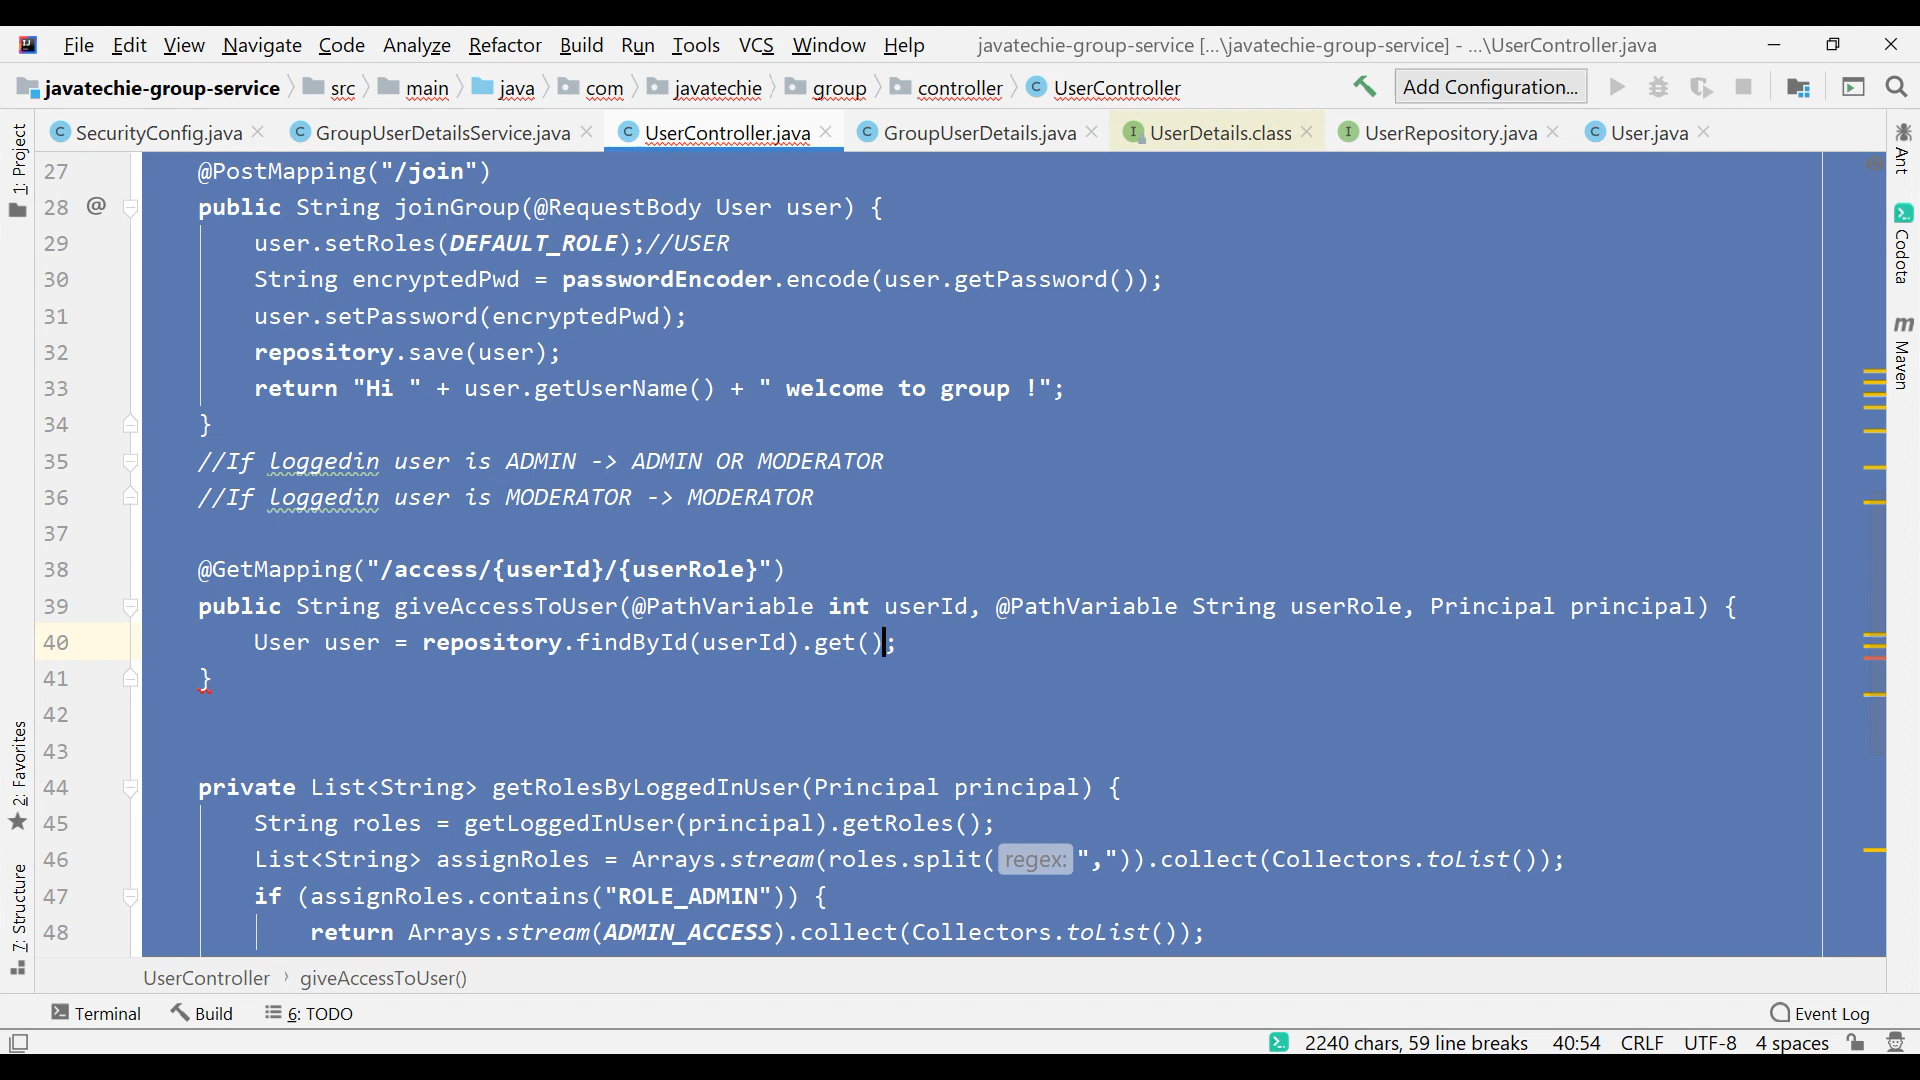 File Edit View Navigate Code Analyze Refactor Build Run Tools VCS Window Help javatechie-group-service [...\javatechie-group-service] - ...\UserController.java
javatechie-group-service src main java com javatechie group controller UserController Add Configuration...
SecurityConfig.java GroupUserDetailsService.java UserController.java GroupUserDetails.java UserDetails.class UserRepository.java User.java
1: Project
2: Favorites
7: Structure
27 @PostMapping("/join")
28 @ public String joinGroup(@RequestBody User user) {
29 user.setRoles(DEFAULT_ROLE);//USER
30 String encryptedPwd = passwordEncoder.encode(user.getPassword());
31 user.setPassword(encryptedPwd);
32 repository.save(user);
33 return "Hi " + user.getUserName() + " welcome to group !";
34 }
35 //If loggedin user is ADMIN -> ADMIN OR MODERATOR
36 //If loggedin user is MODERATOR -> MODERATOR
37
38 @GetMapping("/access/{userId}/{userRole}")
39 public String giveAccessToUser(@PathVariable int userId, @PathVariable String userRole, Principal principal) {
40 User user = repository.findById(userId).get();
41 }
42
43
44 private List<String> getRolesByLoggedInUser(Principal principal) {
45 String roles = getLoggedInUser(principal).getRoles();
46 List<String> assignRoles = Arrays.stream(roles.split( regex: ",")).collect(Collectors.toList());
47 if (assignRoles.contains("ROLE_ADMIN")) {
48 return Arrays.stream(ADMIN_ACCESS).collect(Collectors.toList());
Ant
Codota
m Maven
UserController › giveAccessToUser()
Terminal Build 6: TODO Event Log
2240 chars, 59 line breaks 40:54 CRLF UTF-8 4 spaces